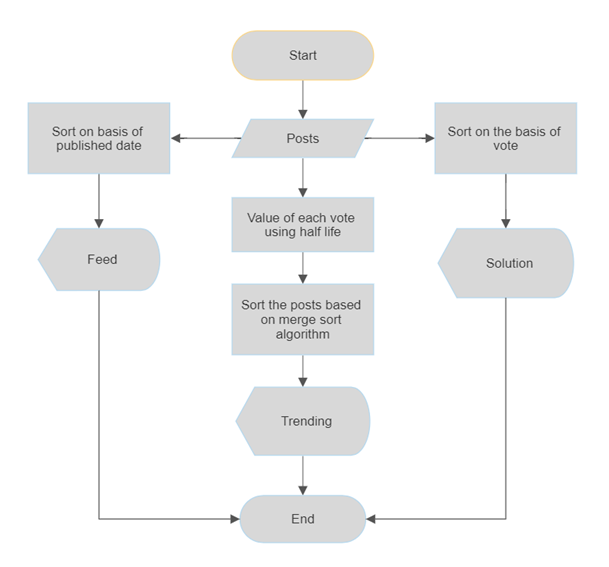 Start
Sort on basis of
published date
Posts
Sort on the basis of
vote
Value of each vote
using half life
Feed
Solution
Sort the posts based
on merge sort
algorithm
Trending
End